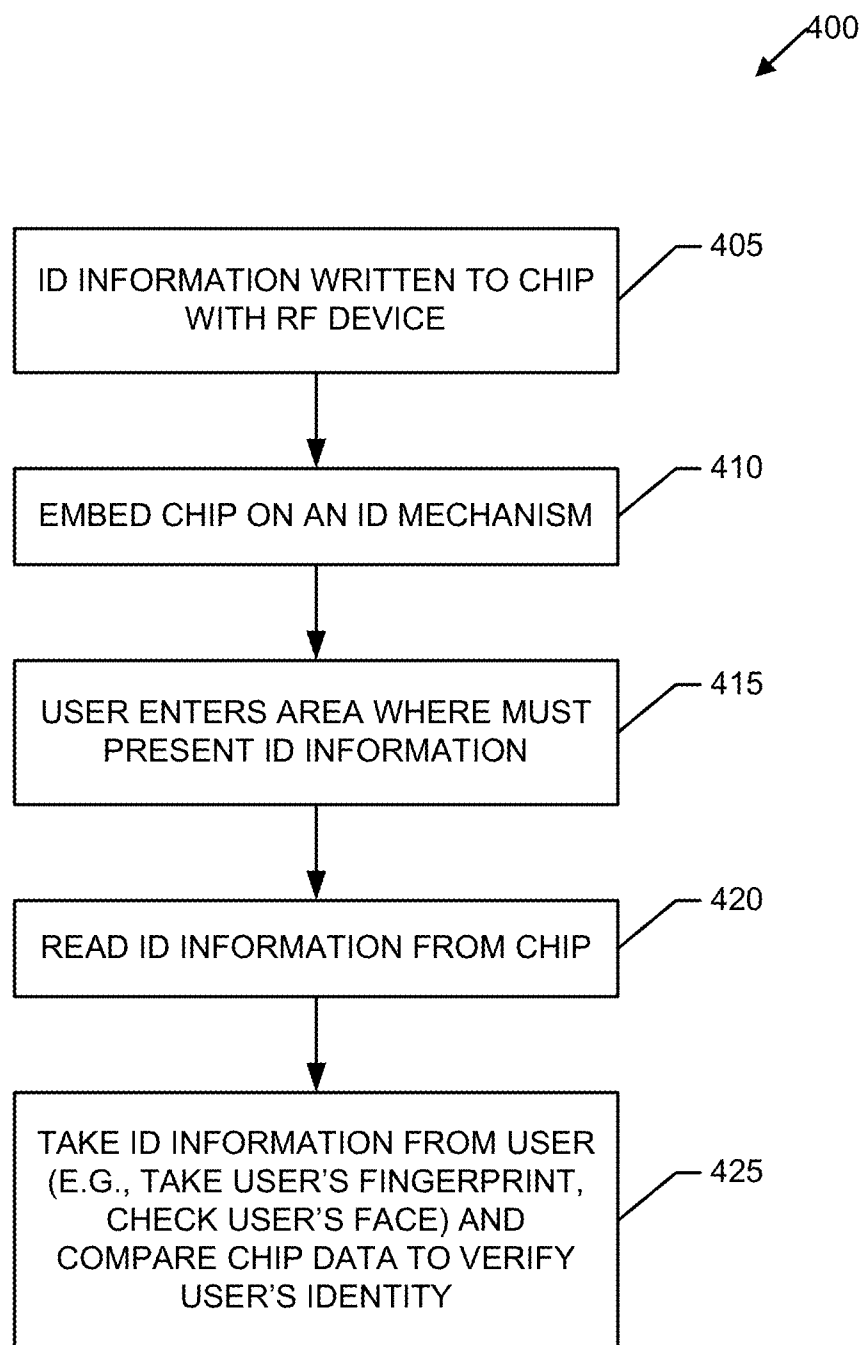 400
ID INFORMATION WRITTEN TO CHIP
WITH RF DEVICE
405
EMBED CHIP ON AN ID MECHANISM
410
USER ENTERS AREA WHERE MUST
PRESENT ID INFORMATION
415
READ ID INFORMATION FROM CHIP
420
TAKE ID INFORMATION FROM USER
(E.G., TAKE USER'S FINGERPRINT,
CHECK USER'S FACE) AND
COMPARE CHIP DATA TO VERIFY
USER'S IDENTITY
425